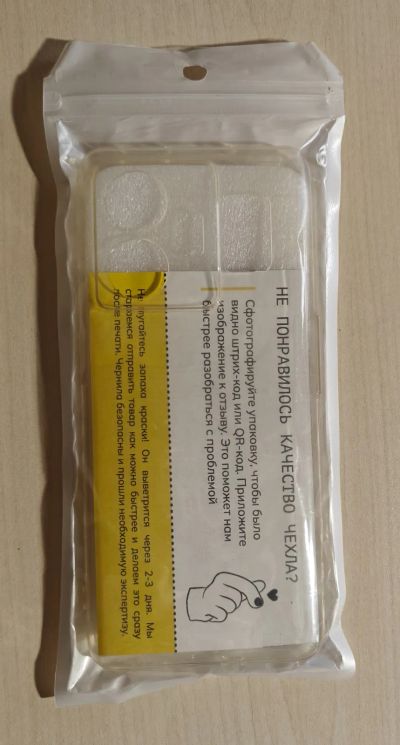 НЕ ПОНРАВИЛОСЬ КАЧЕСТВО ЧЕХЛА?
Сфотографируйте упаковку, чтобы было
видно штрих-код или QR-код. Приложите
изображение к отзыву. Это поможет нам
быстрее разобраться с проблемой
Не пугайтесь запаха краски! Он выветрится через 2-3 дня. Мы
стараемся отправить товар как можно быстрее и делаем это сразу
после печати. Чернила безопасны и прошли необходимую экспертизу.